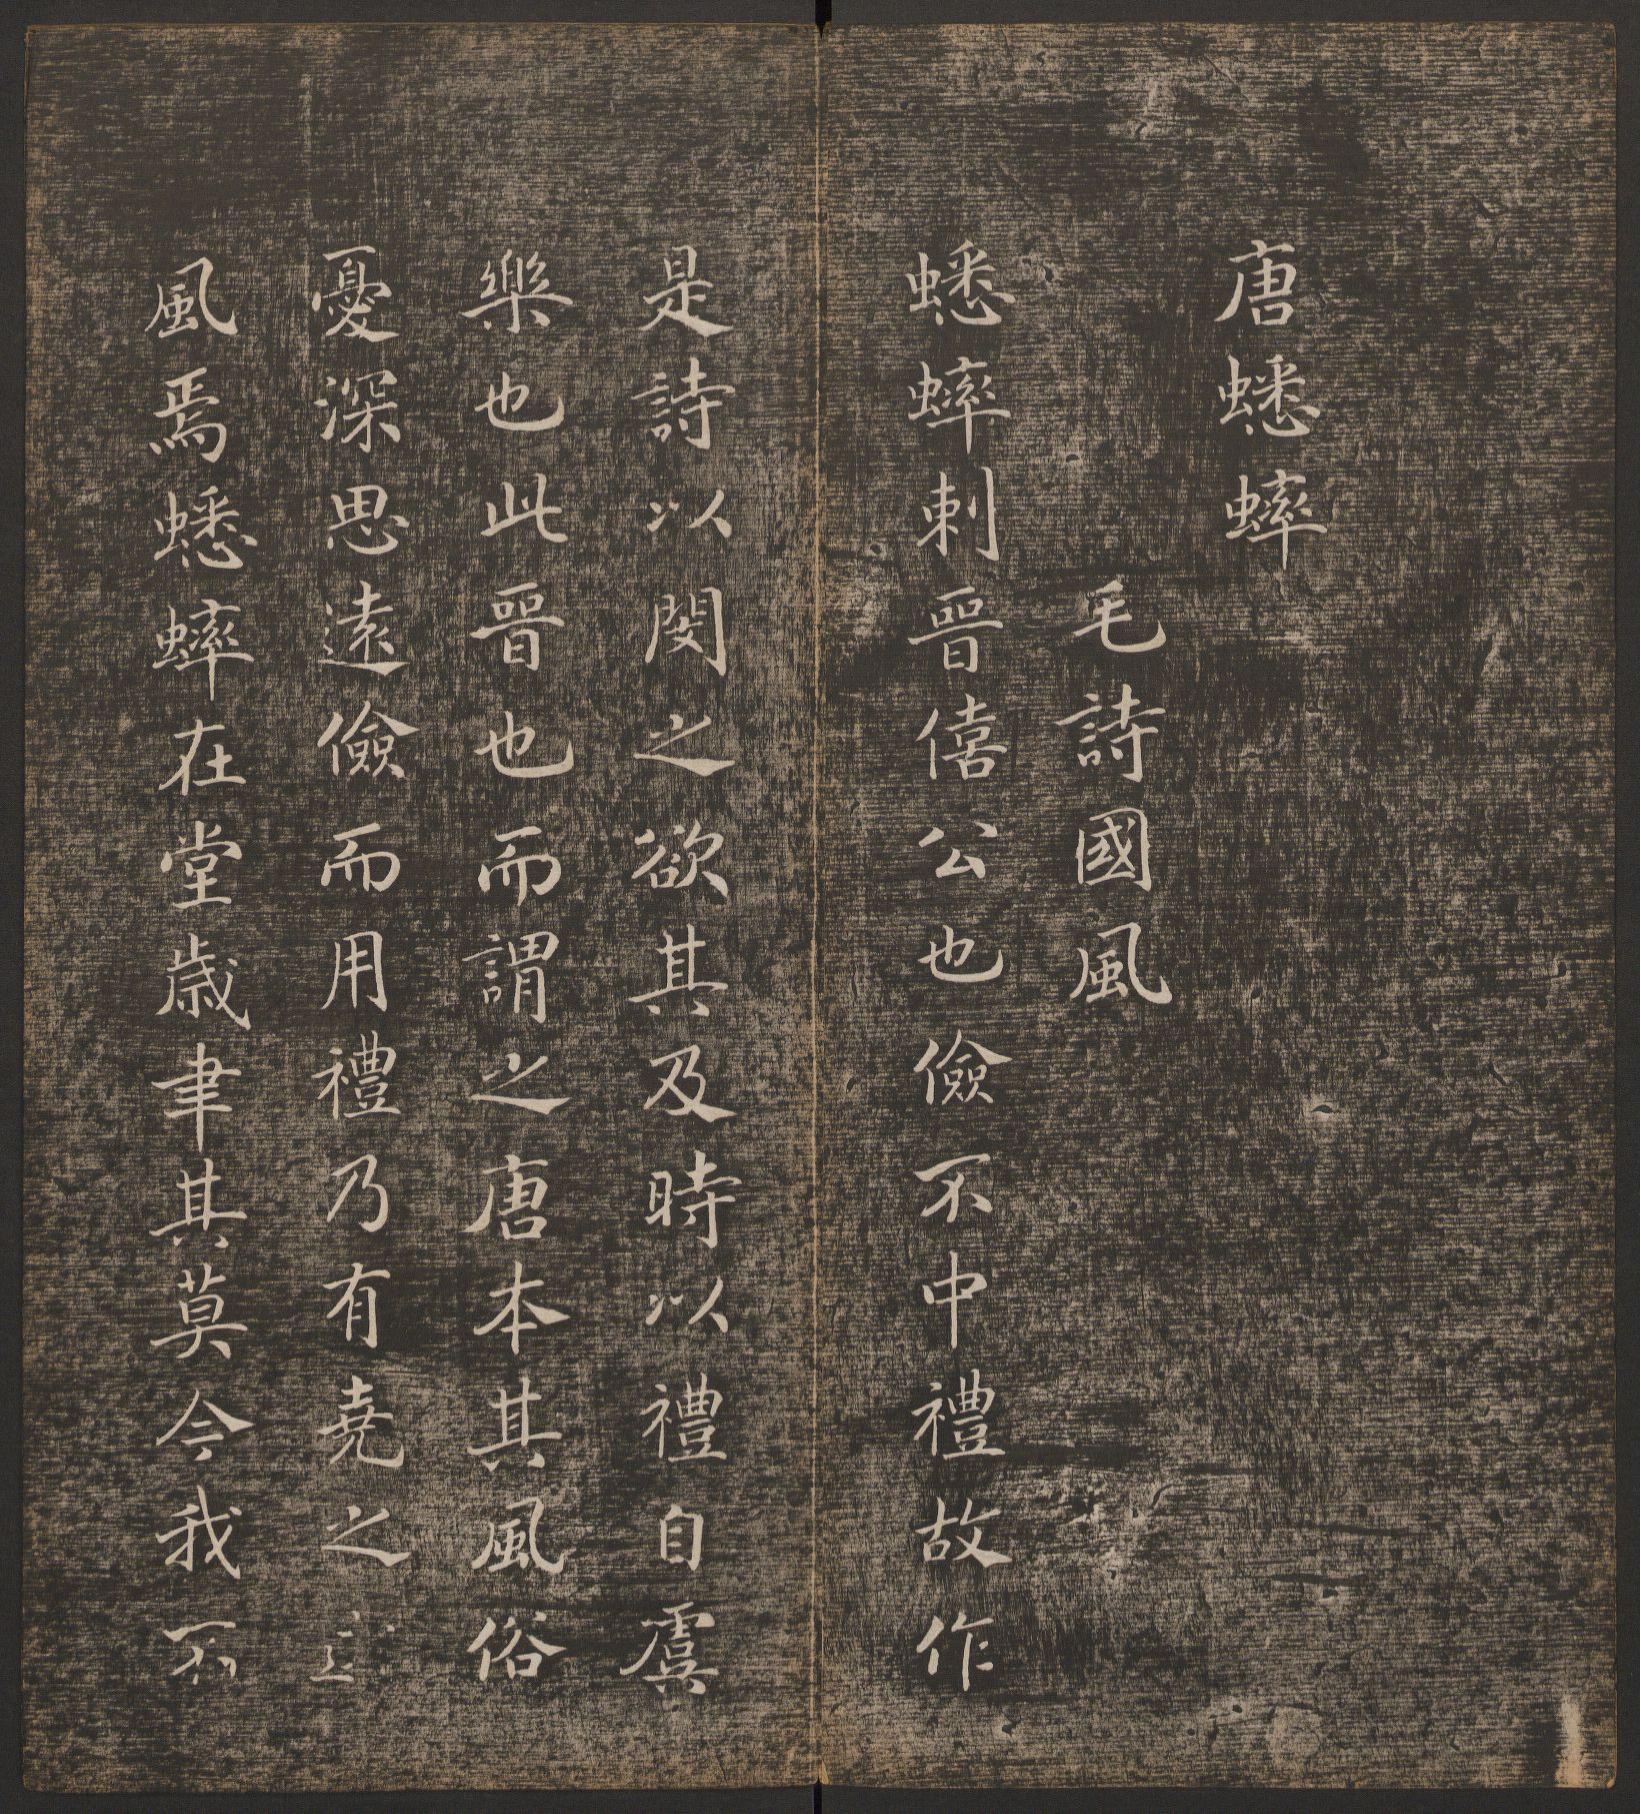 唐蟋蟀
毛詩國風
蟋蟀刺晉僖公也儉不中禮故作
是詩以閔之欲其及時以禮自虞
樂也此晉也而謂之唐本其風俗
憂深思遠儉而用禮乃有堯之
風焉蟋蟀在堂歲聿其莫今我不